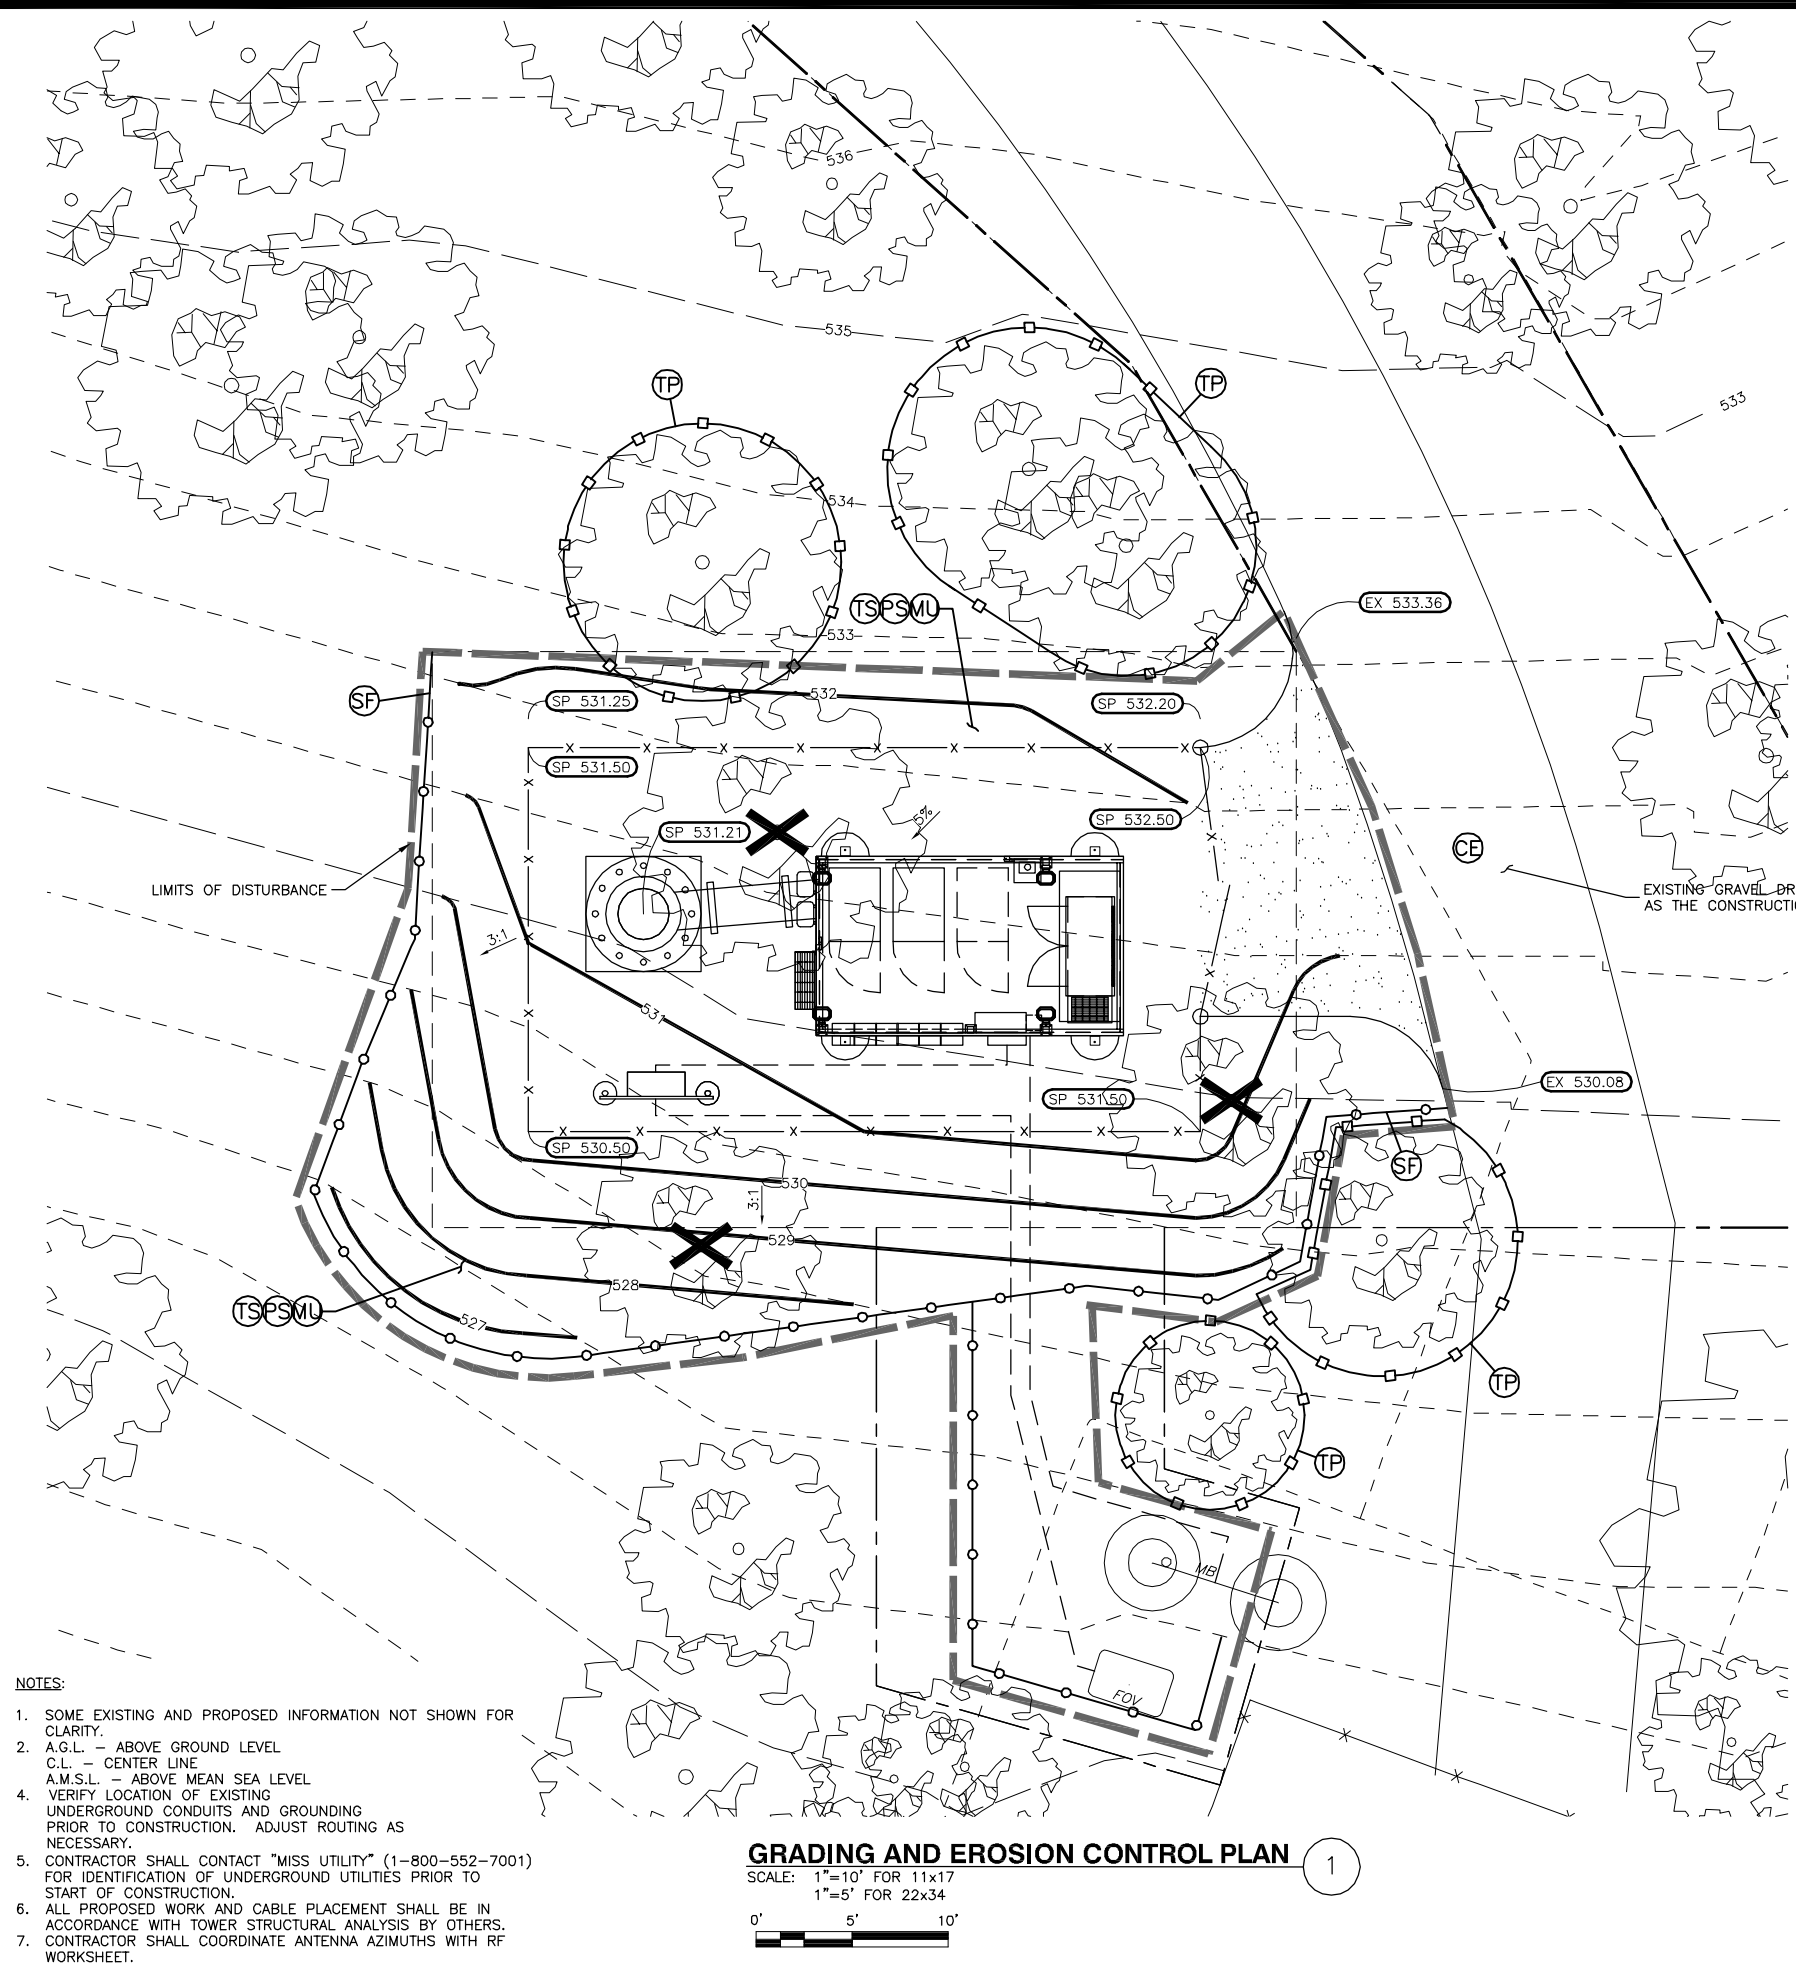 536
535
533
TP
TP
534
TS PS MU
EX 533.36
533
SF
532
SP 531.25
SP 532.20
SP 531.50
5%
SP 532.50
SP 531.21
CE
LIMITS OF DISTURBANCE
EXISTING GRAVEL DR
AS THE CONSTRUCTI
3:1
531
EX 530.08
SP 531.50
SP 530.50
SF
530
3:1
529
528
TS PS MU
527
TP
TP
MB
FOV
NOTES:
1. SOME EXISTING AND PROPOSED INFORMATION NOT SHOWN FOR
CLARITY.
2. A.G.L. – ABOVE GROUND LEVEL
C.L. – CENTER LINE
A.M.S.L. – ABOVE MEAN SEA LEVEL
4. VERIFY LOCATION OF EXISTING
UNDERGROUND CONDUITS AND GROUNDING
PRIOR TO CONSTRUCTION. ADJUST ROUTING AS
NECESSARY.
5. CONTRACTOR SHALL CONTACT "MISS UTILITY" (1-800-552-7001)
FOR IDENTIFICATION OF UNDERGROUND UTILITIES PRIOR TO
START OF CONSTRUCTION.
6. ALL PROPOSED WORK AND CABLE PLACEMENT SHALL BE IN
ACCORDANCE WITH TOWER STRUCTURAL ANALYSIS BY OTHERS.
7. CONTRACTOR SHALL COORDINATE ANTENNA AZIMUTHS WITH RF
WORKSHEET.
GRADING AND EROSION CONTROL PLAN 1
SCALE: 1"=10' FOR 11x17
1"=5' FOR 22x34
0' 5' 10'